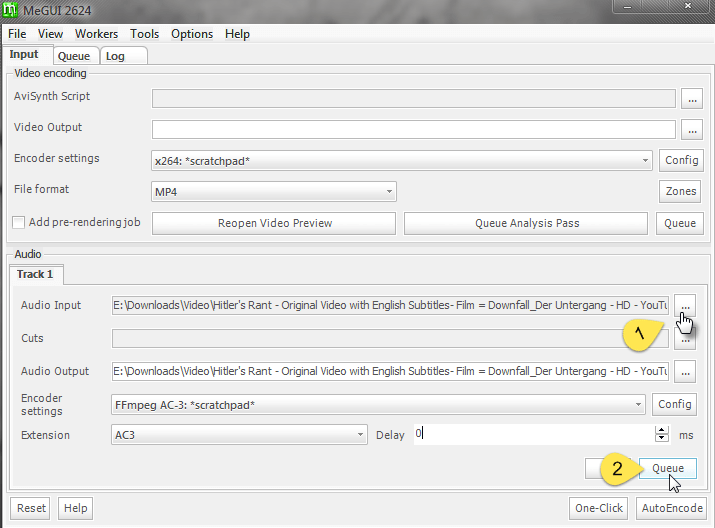 MeGUI 2624
File View Workers Tools Options Help
Input Queue Log
Video encoding
AviSynth Script ...
Video Output ...
Encoder settings x264: *scratchpad* Config
File format MP4 Zones
Add pre-rendering job Reopen Video Preview Queue Analysis Pass Queue
Audio
Track 1
Audio Input E:\Downloads\Video\Hitler's Rant - Original Video with English Subtitles- Film = Downfall_Der Untergang - HD - YouTu ...
١
Cuts ...
Audio Output E:\Downloads\Video\Hitler's Rant - Original Video with English Subtitles- Film = Downfall_Der Untergang - HD - YouTu ...
Encoder
settings FFmpeg AC-3: *scratchpad* Config
Extension AC3 Delay 0 ms
2 Queue
Reset Help One-Click AutoEncode